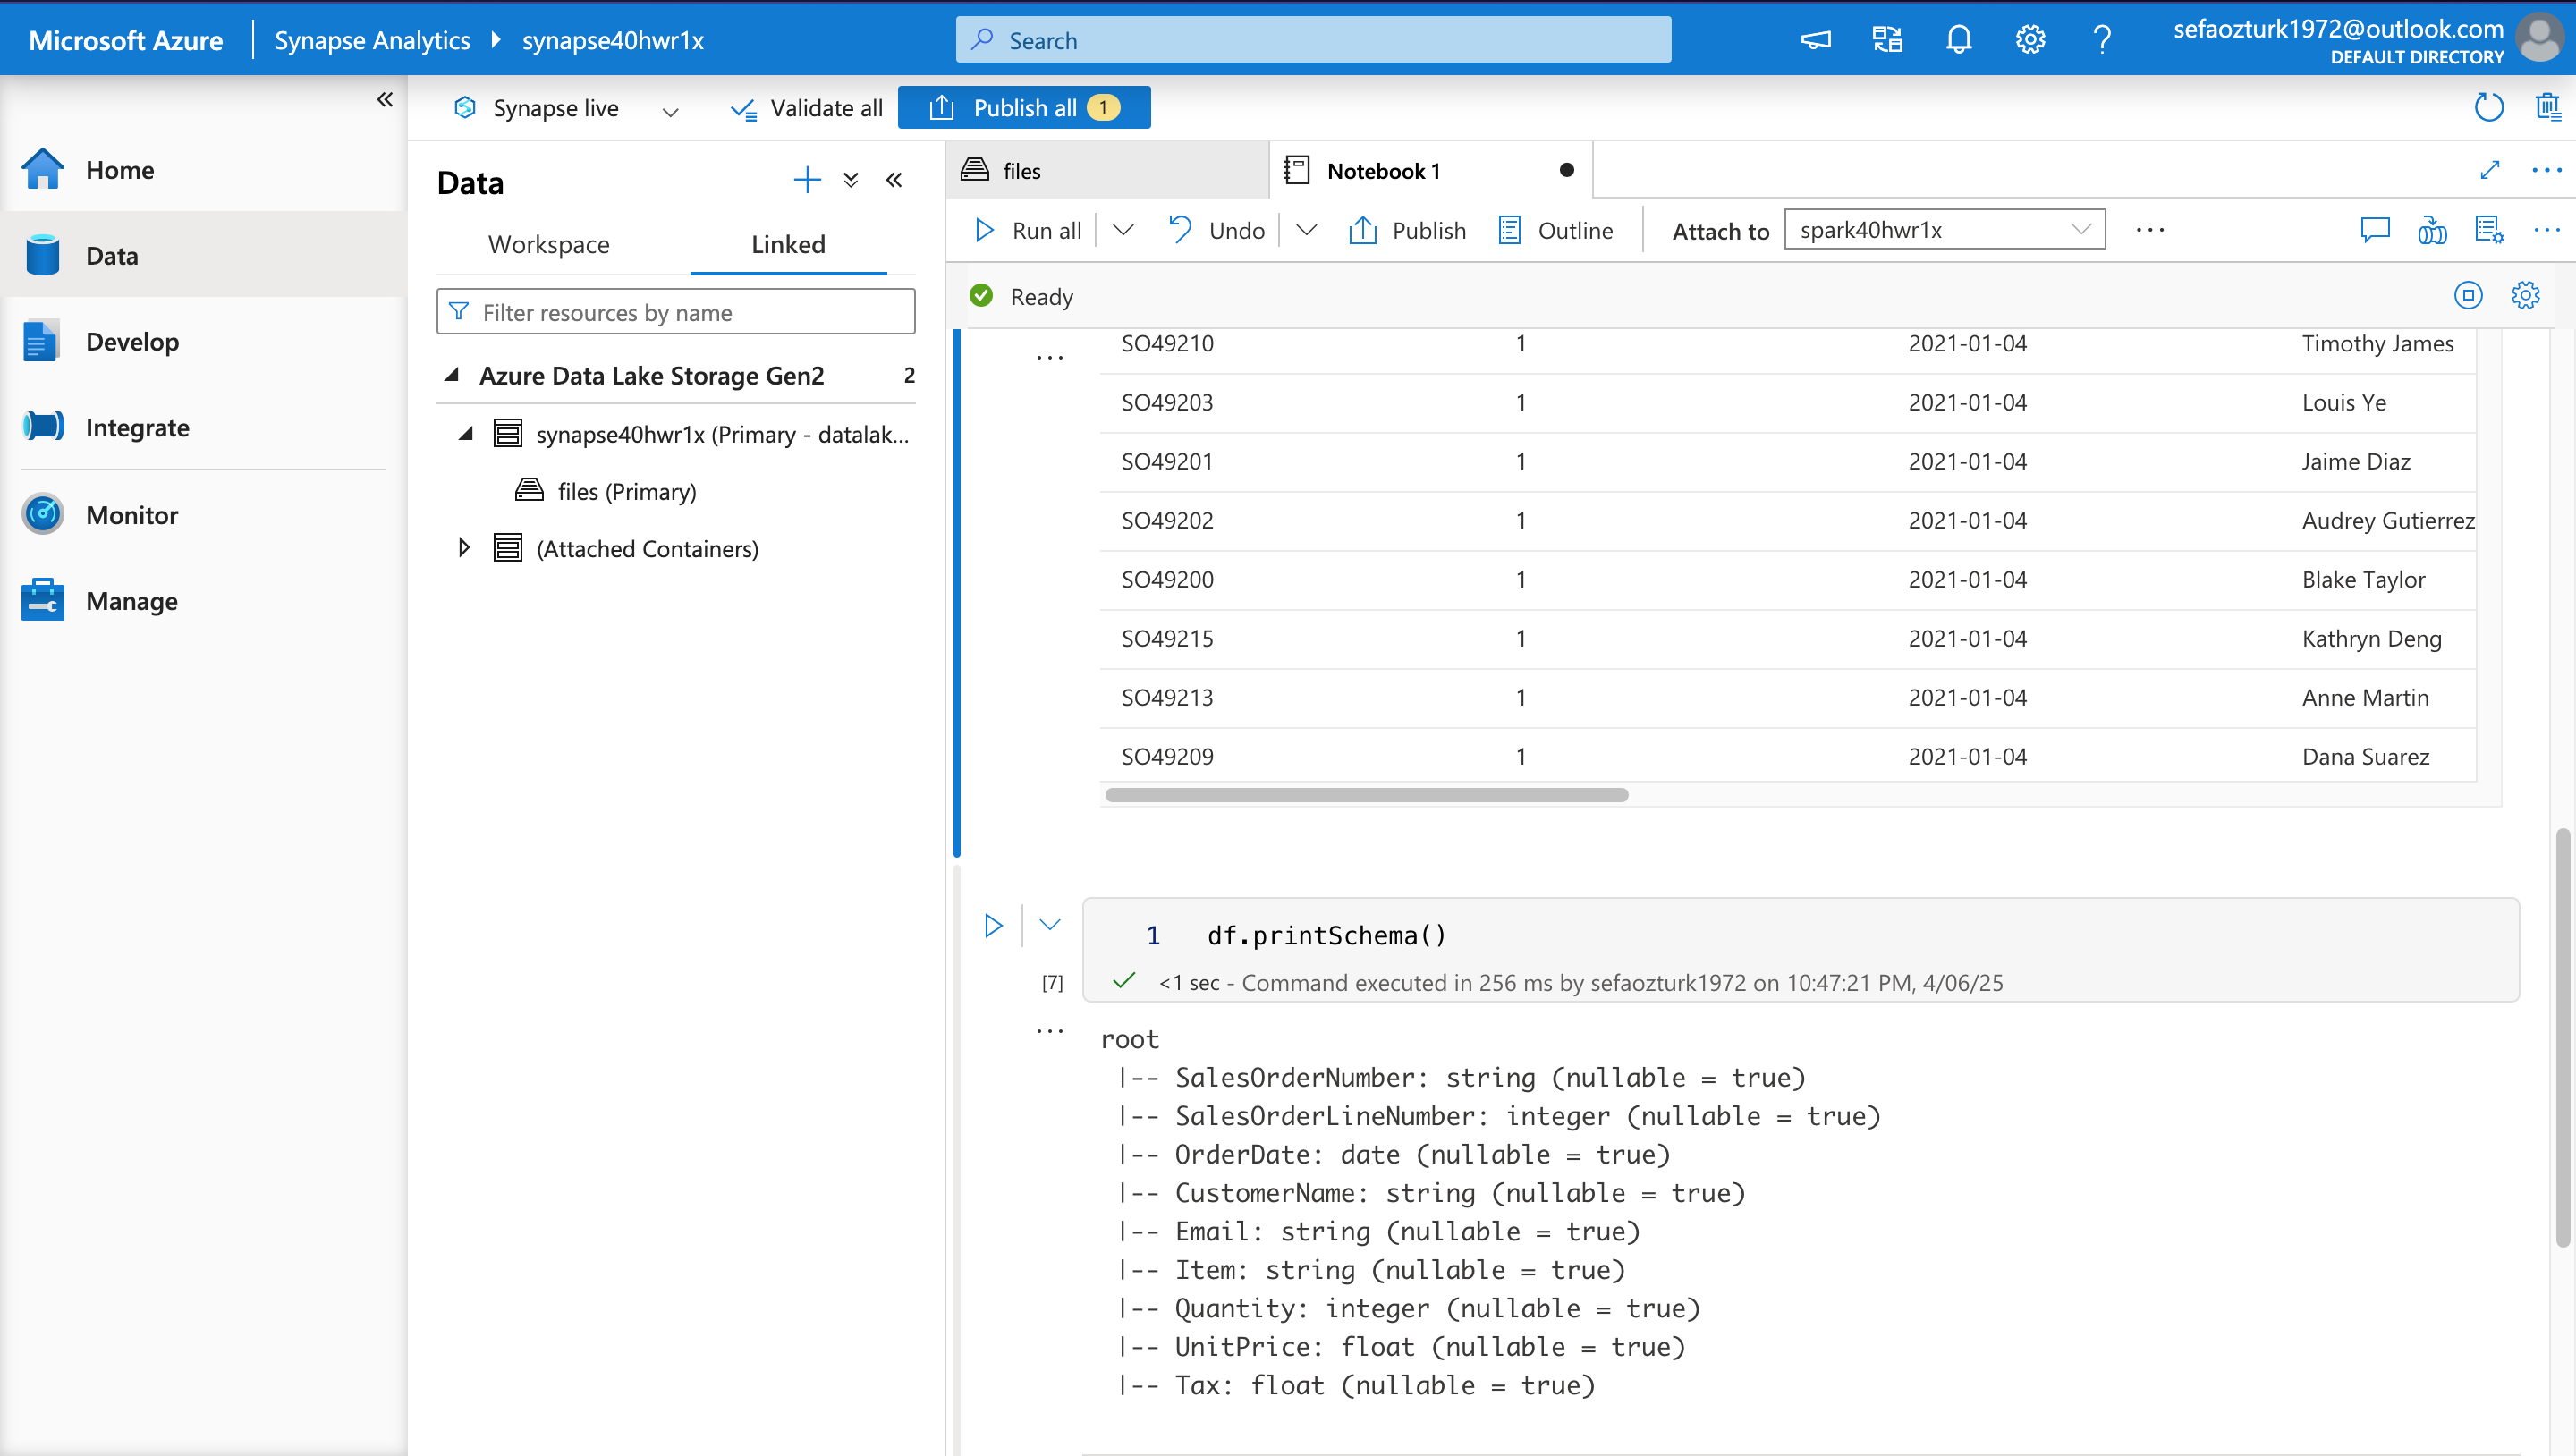 Microsoft Azure
Synapse Analytics
synapse40hwr1x
Search
sefaozturk1972@outlook.com
DEFAULT DIRECTORY
Synapse live
Validate all
Publish all 1
Home
Data
Develop
Integrate
Monitor
Manage
Data
Workspace
Linked
Filter resources by name
Azure Data Lake Storage Gen2 2
synapse40hwr1x (Primary - datalak...
files (Primary)
(Attached Containers)
files
Notebook 1
Run all
Undo
Publish
Outline
Attach to
spark40hwr1x
Ready
SO49210 1 2021-01-04 Timothy James
SO49203 1 2021-01-04 Louis Ye
SO49201 1 2021-01-04 Jaime Diaz
SO49202 1 2021-01-04 Audrey Gutierrez
SO49200 1 2021-01-04 Blake Taylor
SO49215 1 2021-01-04 Kathryn Deng
SO49213 1 2021-01-04 Anne Martin
SO49209 1 2021-01-04 Dana Suarez
1 df.printSchema()
[7] <1 sec - Command executed in 256 ms by sefaozturk1972 on 10:47:21 PM, 4/06/25
root
|-- SalesOrderNumber: string (nullable = true)
|-- SalesOrderLineNumber: integer (nullable = true)
|-- OrderDate: date (nullable = true)
|-- CustomerName: string (nullable = true)
|-- Email: string (nullable = true)
|-- Item: string (nullable = true)
|-- Quantity: integer (nullable = true)
|-- UnitPrice: float (nullable = true)
|-- Tax: float (nullable = true)